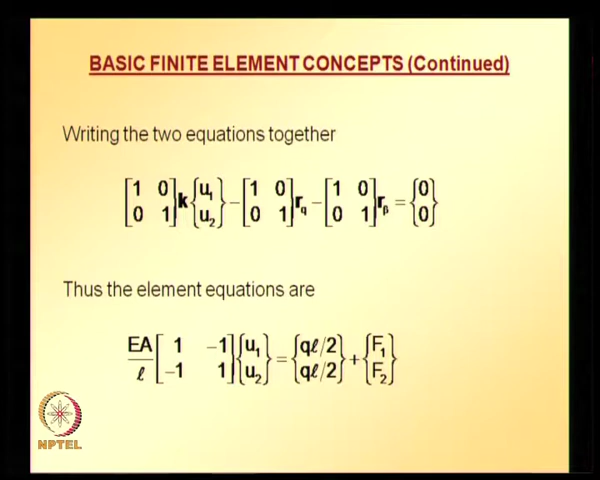 BASIC FINITE ELEMENT CONCEPTS (Continued)
Writing the two equations together
[1 0; 0 1] k {u₁; u₂} − [1 0; 0 1] r_q − [1 0; 0 1] r_β = {0; 0}
Thus the element equations are
EA/ℓ [1 −1; −1 1] {u₁; u₂} = {qℓ/2; qℓ/2} + {F₁; F₂}
NPTEL